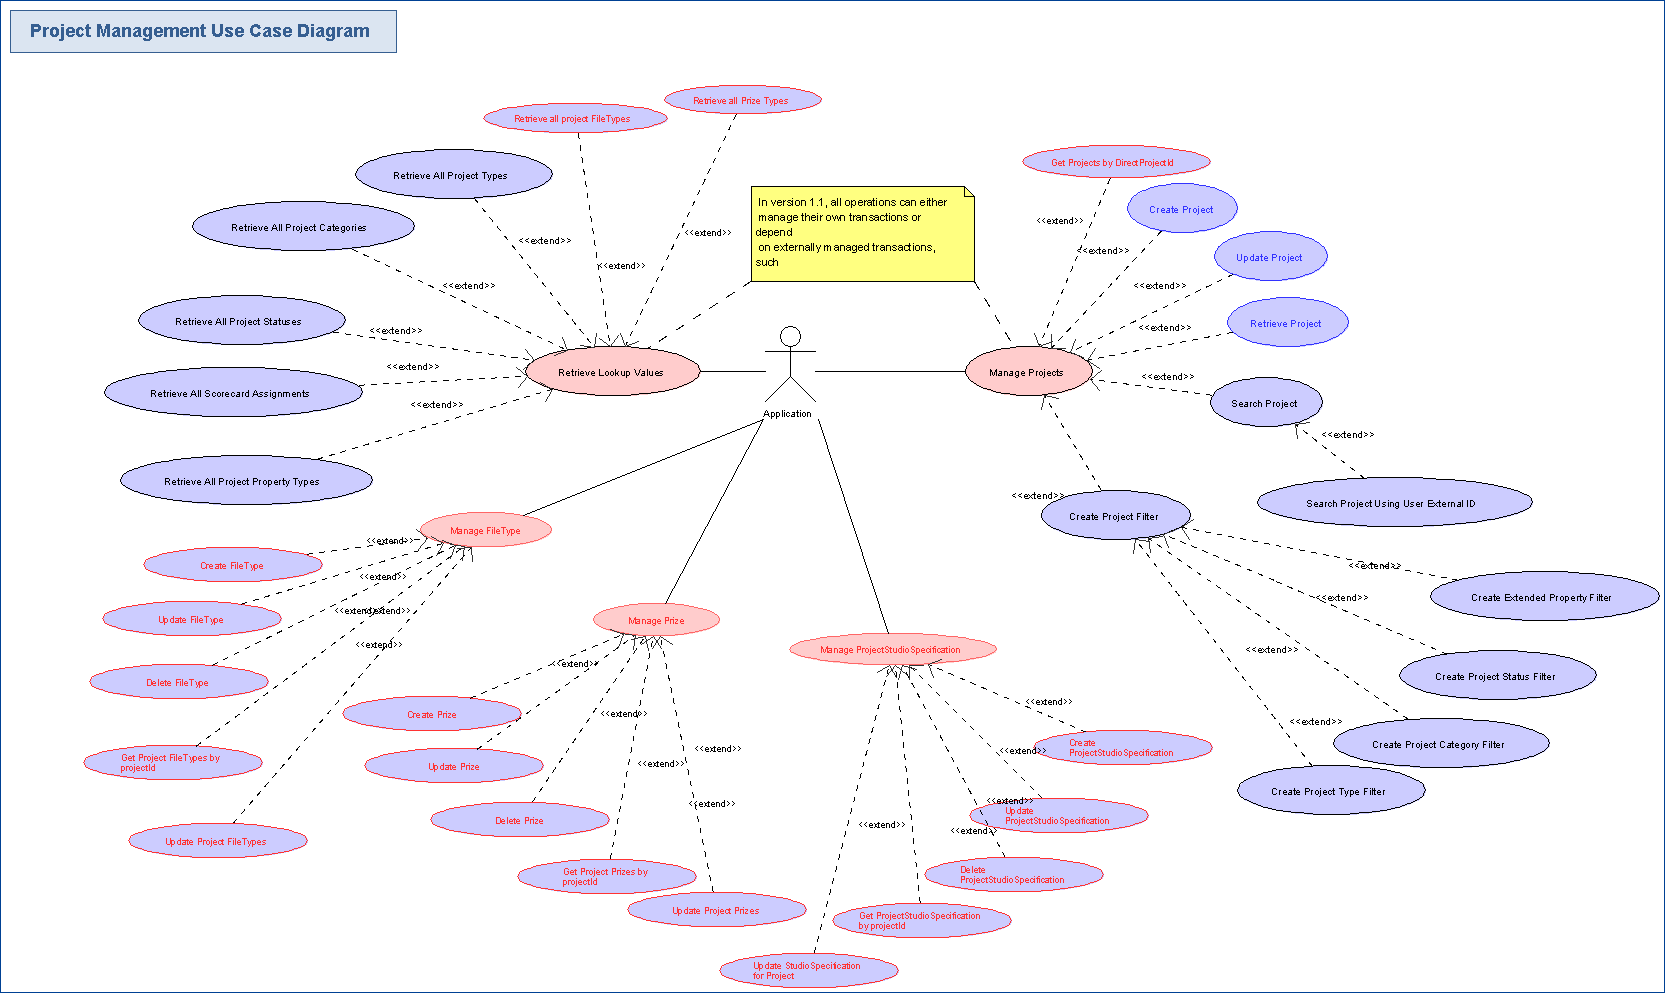 Project Management Use Case Diagram
Retrieve all Prize Types
Retrieve all project FileTypes
Get Projects by DirectProjectId
Retrieve All Project Types
In version 1.1, all operations can either
manage their own transactions or
depend
on externally managed transactions,
such
Create Project
<<extend>>
Retrieve All Project Categories
<<extend>>
<<extend>>
<<extend>>
Update Project
<<extend>>
<<extend>>
<<extend>>
Retrieve All Project Statuses
<<extend>>
<<extend>>
Retrieve Project
<<extend>>
Retrieve Lookup Values
Manage Projects
<<extend>>
Retrieve All Scorecard Assignments
<<extend>>
Search Project
<<extend>>
Application
<<extend>>
Retrieve All Project Property Types
<<extend>>
Search Project Using User External ID
Create Project Filter
Manage FileType
<<extend>>
Create FileType
<<extend>>
<<extend>>
Create Extended Property Filter
<<extend>>
<<extend>>
<<extend>>
Update FileType
Manage Prize
<<extend>>
Manage ProjectStudioSpecification
<<extend>>
<<extend>>
Create Project Status Filter
Delete FileType
<<extend>>
Create Prize
<<extend>>
<<extend>>
Create
ProjectStudioSpecification
Create Project Category Filter
<<extend>>
<<extend>>
Get Project FileTypes by
projectId
Update Prize
<<extend>>
Create Project Type Filter
<<extend>>
<<extend>>
Update
ProjectStudioSpecification
Delete Prize
<<extend>>
<<extend>>
Update Project FileTypes
Get Project Prizes by
projectId
Delete
ProjectStudioSpecification
Update Project Prizes
Get ProjectStudioSpecification
by projectId
Update StudioSpecification
for Project